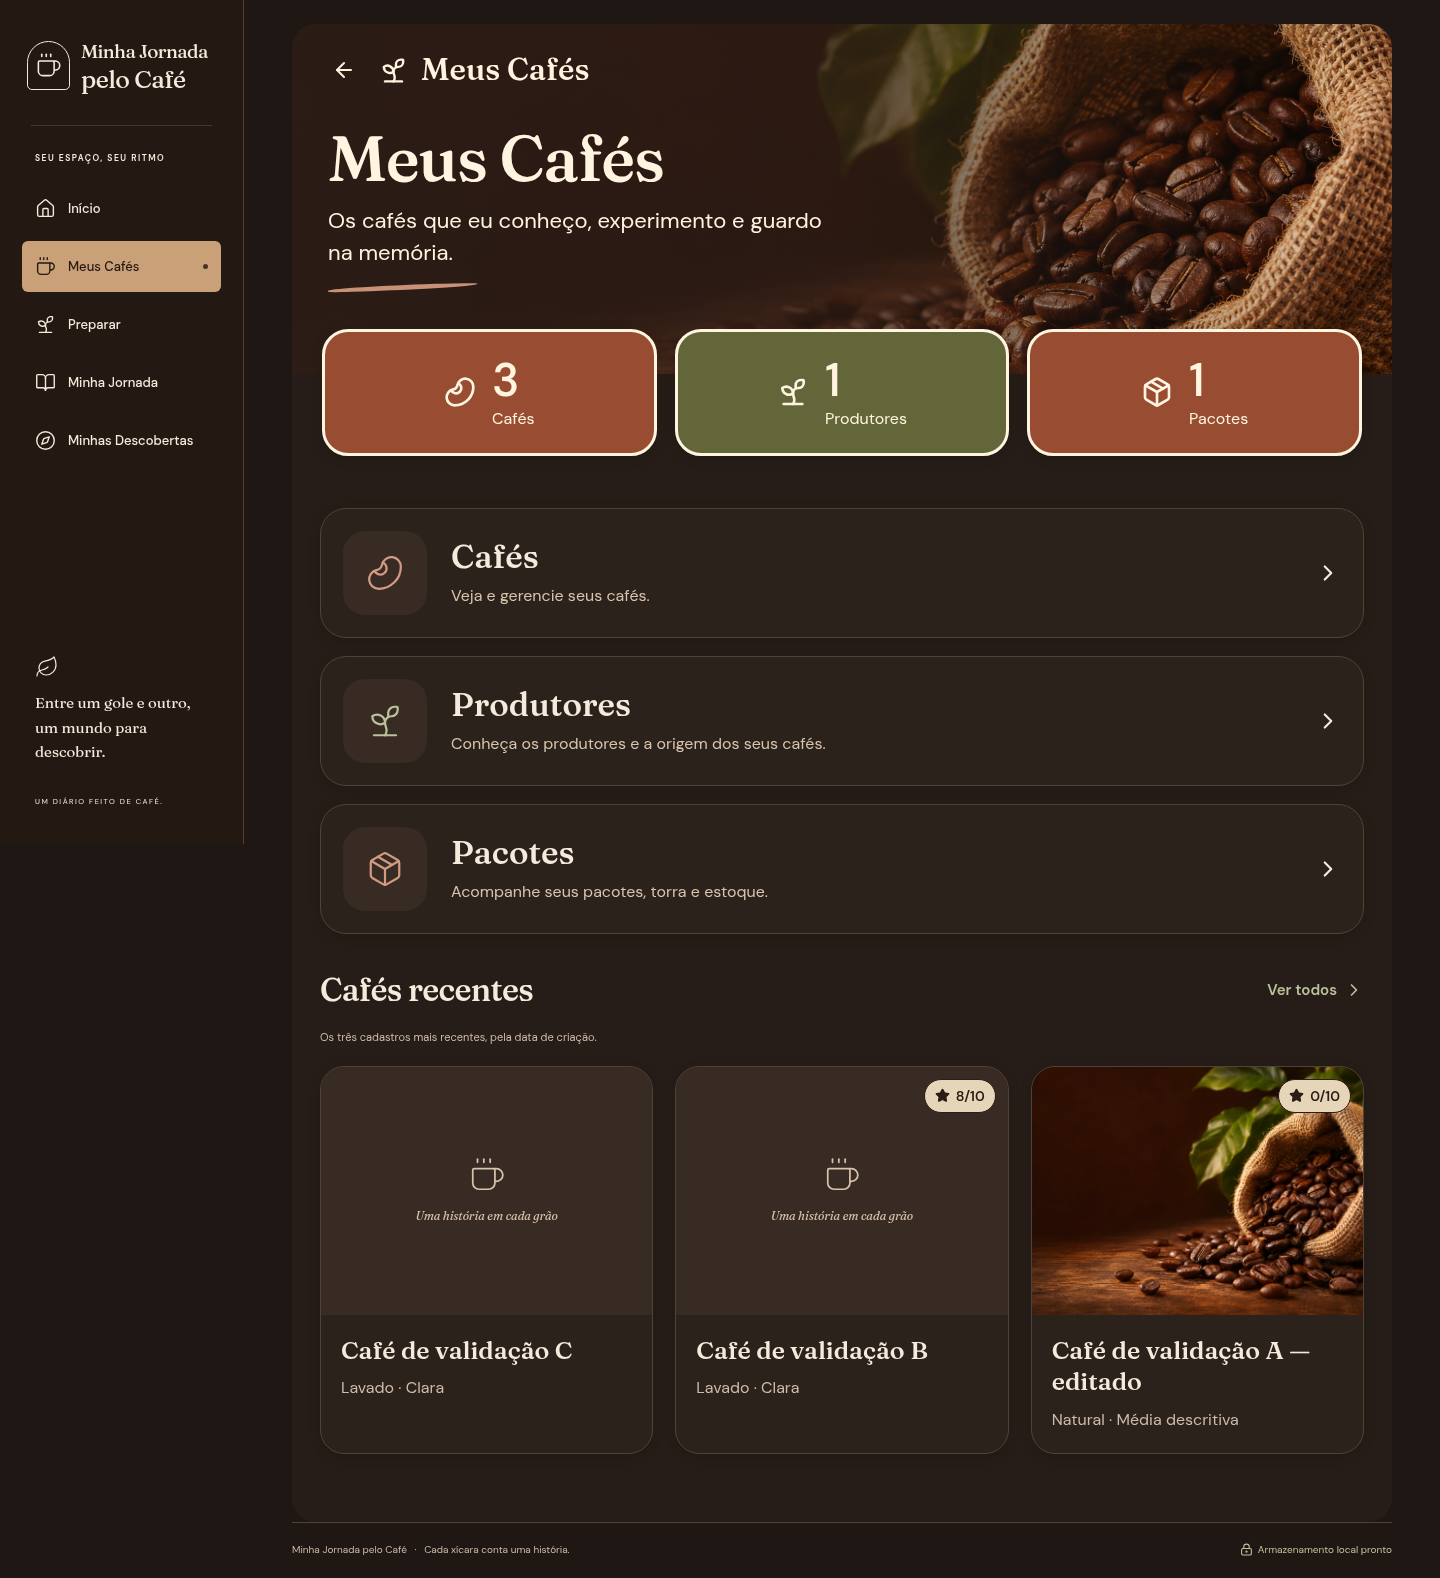 Minha Jornada
pelo Café
SEU ESPAÇO, SEU RITMO
Início
Meus Cafés
Preparar
Minha Jornada
Minhas Descobertas
Entre um gole e outro,
um mundo para
descobrir.
UM DIÁRIO FEITO DE CAFÉ.
Meus Cafés
Meus Cafés
Os cafés que eu conheço, experimento e guardo
na memória.
3
Cafés
1
Produtores
1
Pacotes
Cafés
Veja e gerencie seus cafés.
Produtores
Conheça os produtores e a origem dos seus cafés.
Pacotes
Acompanhe seus pacotes, torra e estoque.
Cafés recentes
Ver todos
Os três cadastros mais recentes, pela data de criação.
Uma história em cada grão
Café de validação C
Lavado · Clara
8/10
Uma história em cada grão
Café de validação B
Lavado · Clara
0/10
Café de validação A —
editado
Natural · Média descritiva
Minha Jornada pelo Café · Cada xícara conta uma história.
Armazenamento local pronto